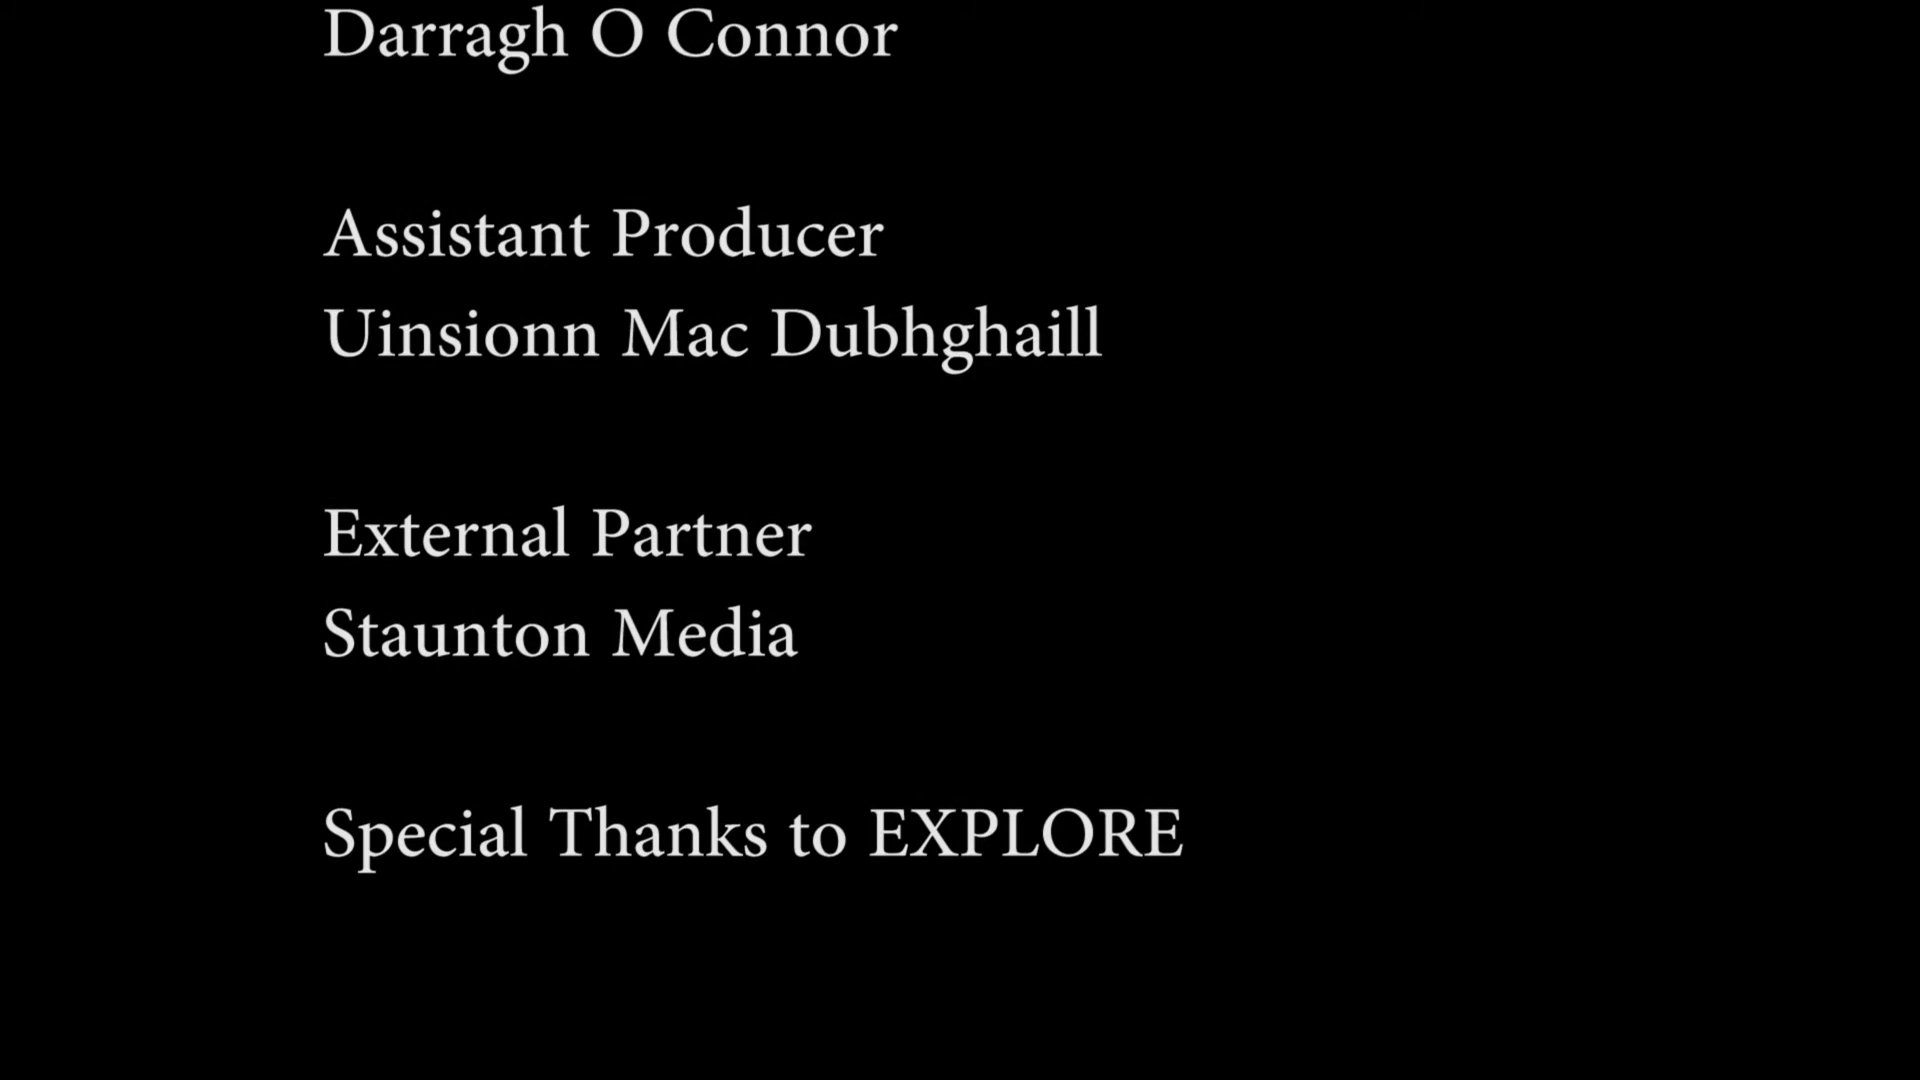 Darragh O Connor
Assistant Producer
Uinsionn Mac Dubhghaill
External Partner
Staunton Media
Special Thanks to EXPLORE